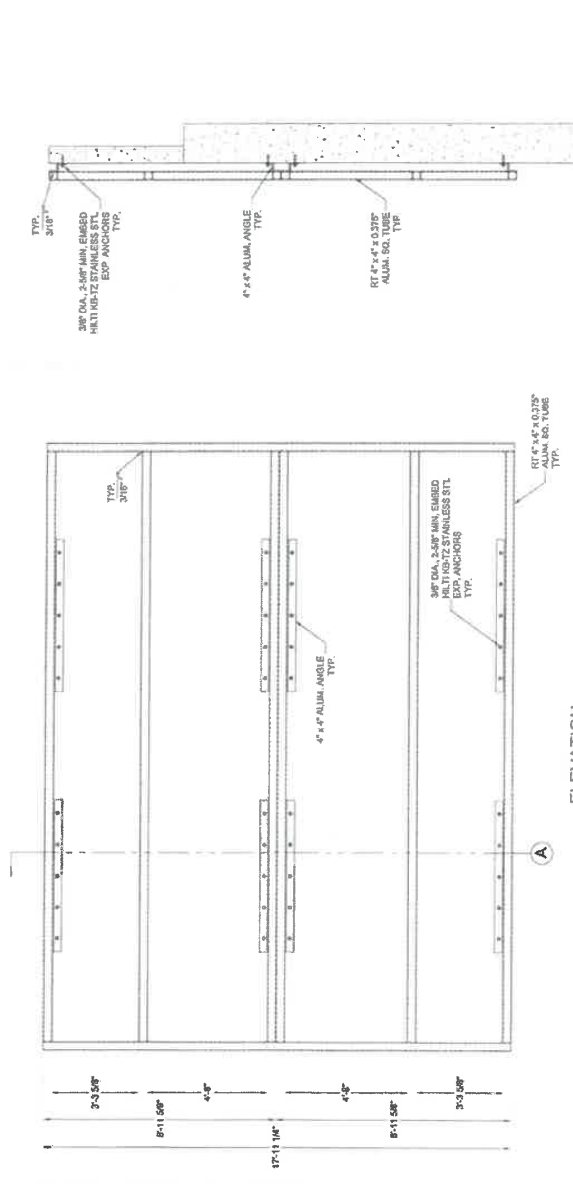 TYP.
3/16"
3/8" DIA., 2-5/8" MIN. EMBED
HILTI KB-TZ STAINLESS ST'L
EXP. ANCHORS
TYP.
4" x 4" ALUM. ANGLE
TYP.
RT 4" x 4" x 0.375"
ALUM. SQ. TUBE
TYP.
TYP.
3/16"
4" x 4" ALUM. ANGLE
TYP.
3/8" DIA., 2-5/8" MIN. EMBED
HILTI KB-TZ STAINLESS ST'L
EXP. ANCHORS
TYP.
RT 4" x 4" x 0.375"
ALUM. SQ. TUBE
TYP.
A
3'-3 5/8"
4'-8"
4'-8"
3'-3 5/8"
8'-11 5/8"
8'-11 5/8"
17'-11 1/4"
ELEVATION